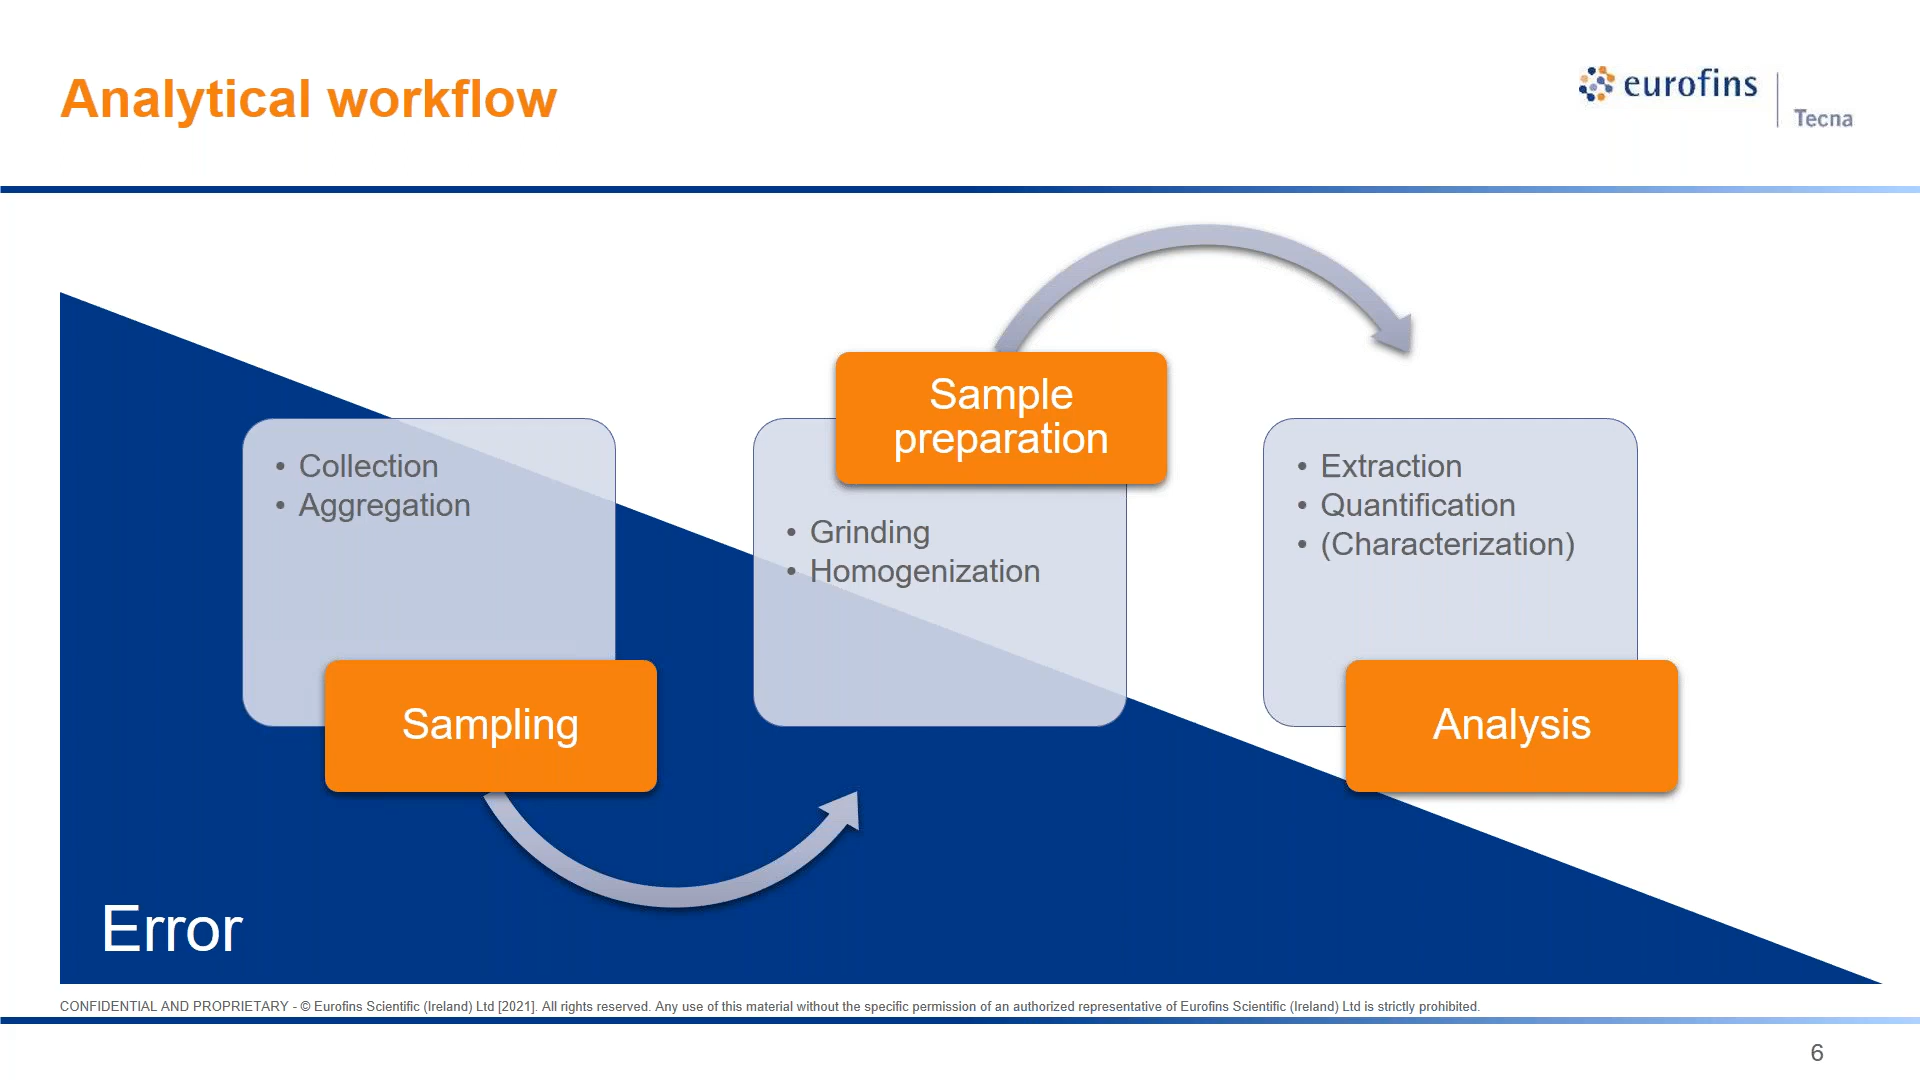 Analytical workflow
eurofins
Tecna
• Collection
• Aggregation
Sampling
Sample
preparation
• Grinding
• Homogenization
• Extraction
• Quantification
• (Characterization)
Analysis
Error
CONFIDENTIAL AND PROPRIETARY - © Eurofins Scientific (Ireland) Ltd [2021]. All rights reserved. Any use of this material without the specific permission of an authorized representative of Eurofins Scientific (Ireland) Ltd is strictly prohibited.
6